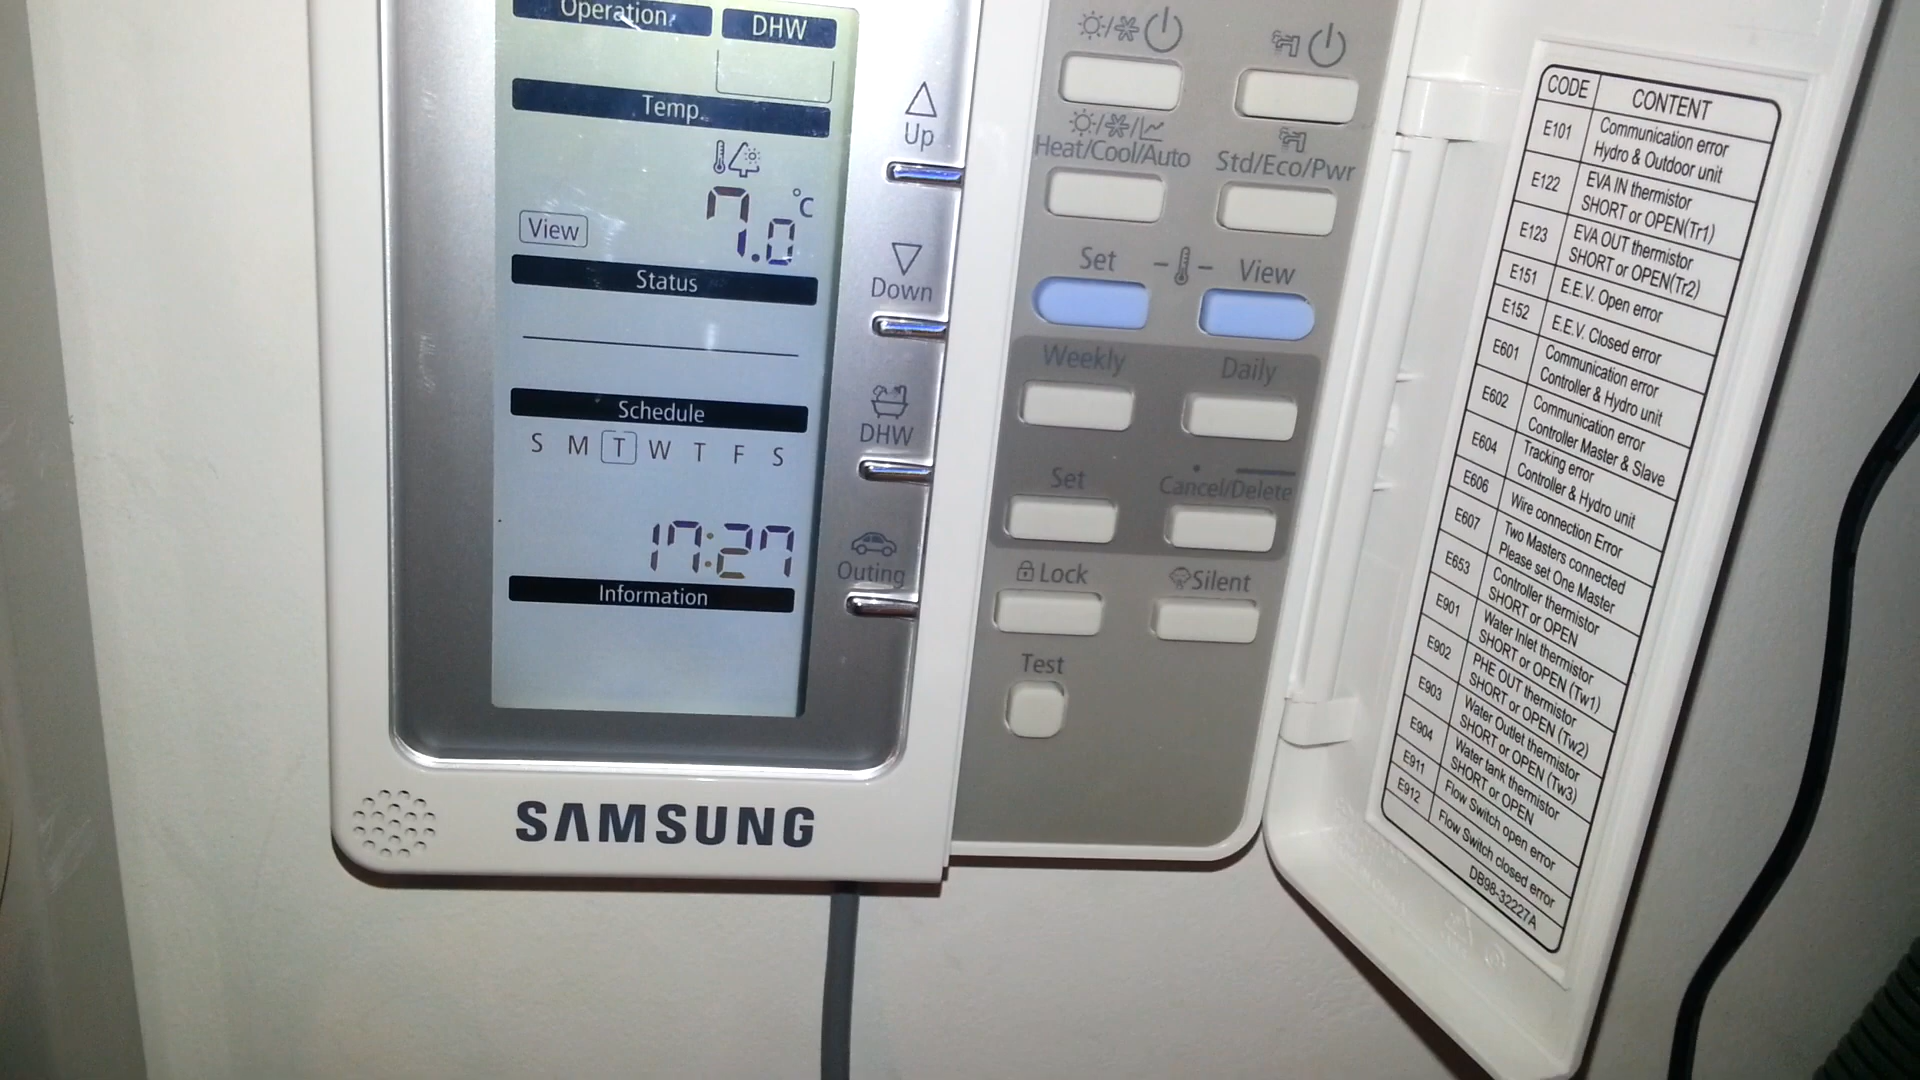 Operation
DHW
Temp.
7.0 °C
View
Status
Schedule
S M T W T F S
17:27
Information
SAMSUNG
Up
Down
DHW
Outing
Heat/Cool/Auto
Std/Eco/Pwr
Set
View
Weekly
Daily
Set
Cancel/Delete
Lock
Silent
Test
CODE CONTENT
E101 Communication error
Hydro & Outdoor unit
E122 EVA IN thermistor
SHORT or OPEN(Tr1)
E123 EVA OUT thermistor
SHORT or OPEN(Tr2)
E151 E.E.V. Open error
E152 E.E.V. Closed error
E601 Communication error
Controller & Hydro unit
E602 Communication error
Controller Master & Slave
E604 Tracking error
Controller & Hydro unit
E606 Wire connection Error
E607 Two Masters connected
Please set One Master
E653 Controller thermistor
SHORT or OPEN
E901 Water Inlet thermistor
SHORT or OPEN (Tw1)
E902 PHE OUT thermistor
SHORT or OPEN (Tw2)
E903 Water Outlet thermistor
SHORT or OPEN (Tw3)
E904 Water tank thermistor
SHORT or OPEN
E911 Flow Switch open error
E912 Flow Switch closed error
DB98-32227A